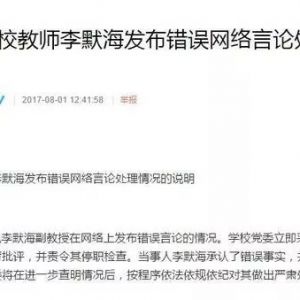 校教师李默海发布错误网络言论处
2017-08-01 12:41:58 举报
默海发布错误网络言论处理情况的说明
李默海副教授在网络上发布错误言论的情况。学校党委立即
批评，并责令其停职检查。当事人李默海承认了错误事实，
将在进一步查明情况后，按程序依法依规依纪对其做出严肃处